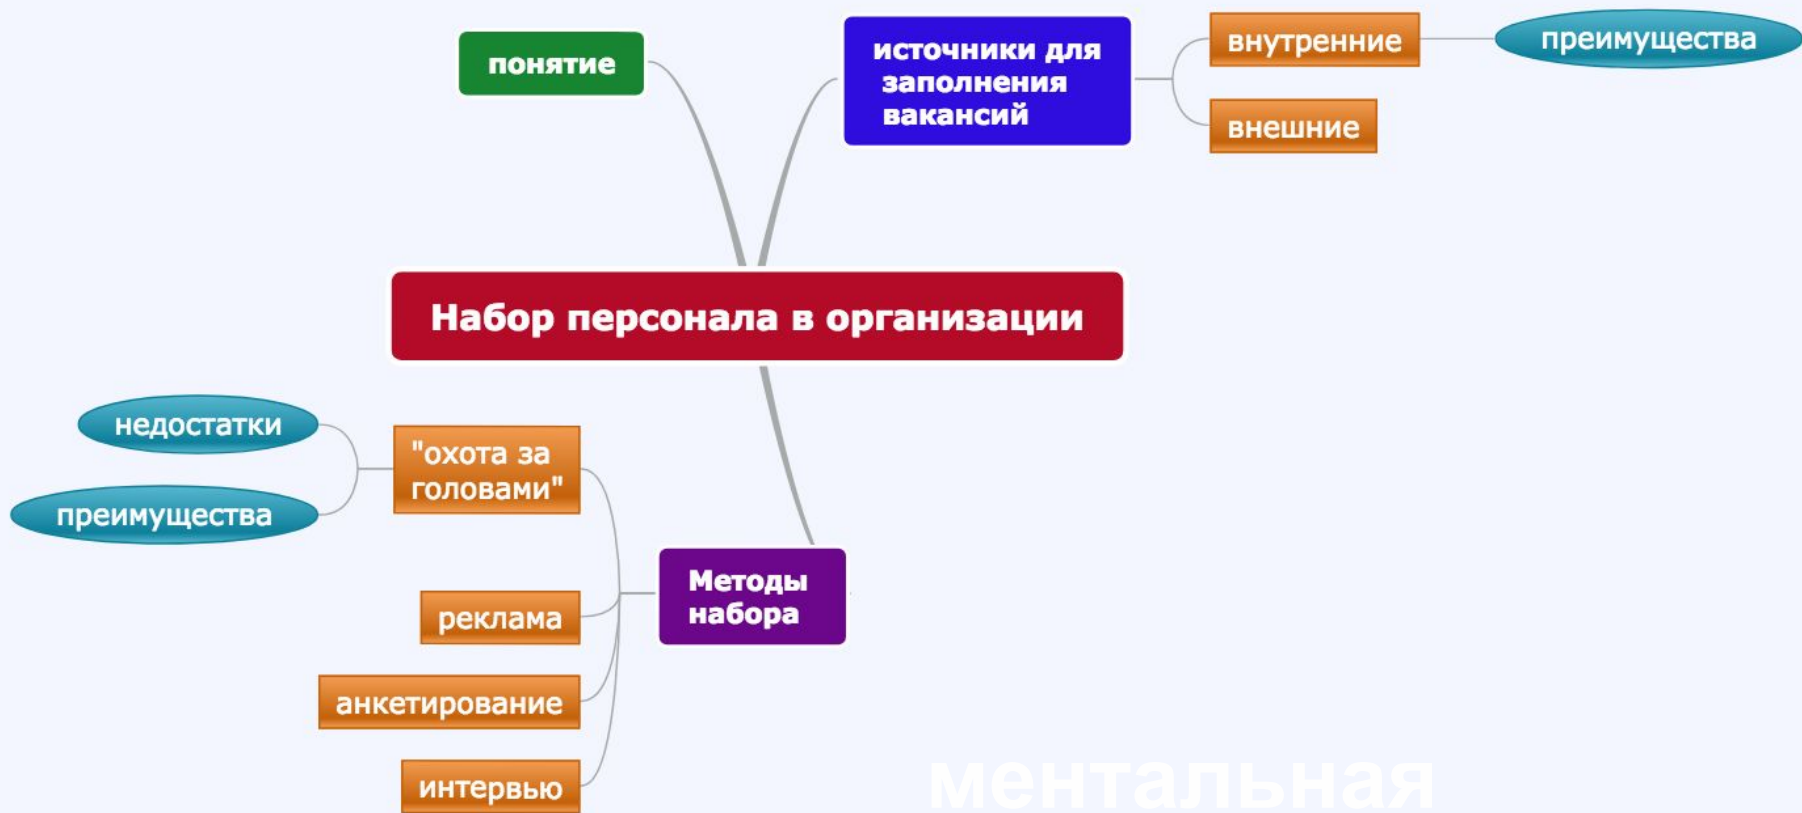 понятие
источники для
заполнения
вакансий
внутренние
преимущества
внешние
Набор персонала в организации
недостатки
преимущества
"охота за
головами"
Методы
набора
реклама
анкетирование
интервью
ментальная